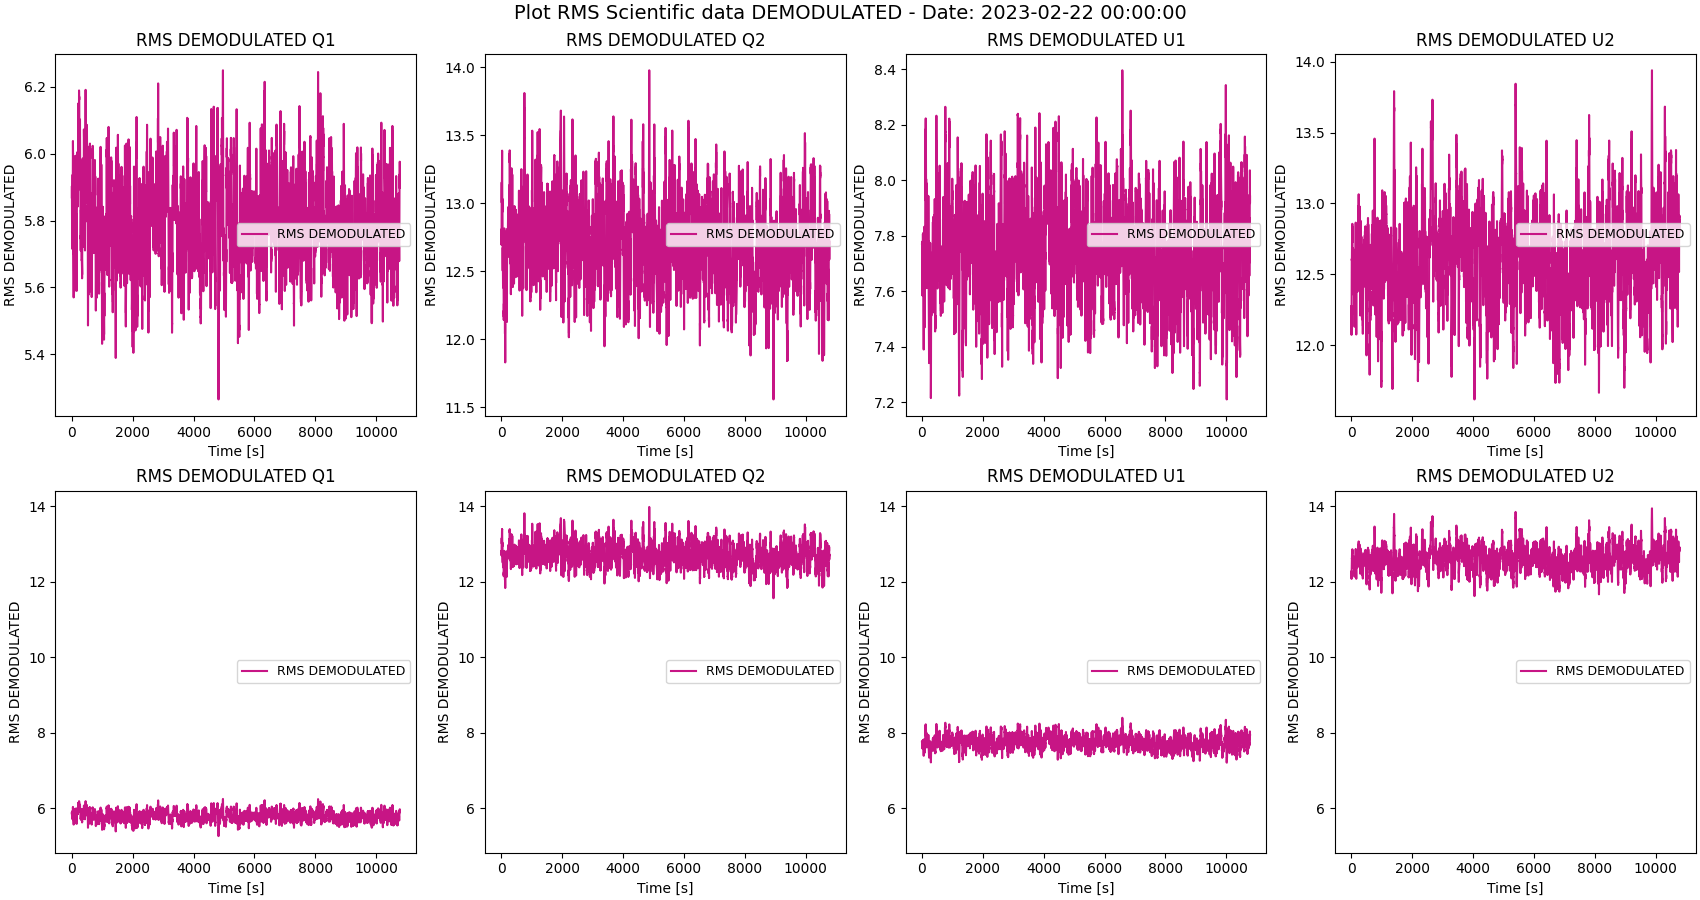 Plot RMS Scientific data DEMODULATED - Date: 2023-02-22 00:00:00
RMS DEMODULATED Q1
RMS DEMODULATED
6.2
6.0
5.8
5.6
5.4
RMS DEMODULATED
0 2000 4000 6000 8000 10000
Time [s]
RMS DEMODULATED Q2
RMS DEMODULATED
14.0
13.5
13.0
12.5
12.0
11.5
RMS DEMODULATED
0 2000 4000 6000 8000 10000
Time [s]
RMS DEMODULATED U1
RMS DEMODULATED
8.4
8.2
8.0
7.8
7.6
7.4
7.2
RMS DEMODULATED
0 2000 4000 6000 8000 10000
Time [s]
RMS DEMODULATED U2
RMS DEMODULATED
14.0
13.5
13.0
12.5
12.0
RMS DEMODULATED
0 2000 4000 6000 8000 10000
Time [s]
RMS DEMODULATED Q1
RMS DEMODULATED
14
12
10
8
6
RMS DEMODULATED
0 2000 4000 6000 8000 10000
Time [s]
RMS DEMODULATED Q2
RMS DEMODULATED
14
12
10
8
6
RMS DEMODULATED
0 2000 4000 6000 8000 10000
Time [s]
RMS DEMODULATED U1
RMS DEMODULATED
14
12
10
8
6
RMS DEMODULATED
0 2000 4000 6000 8000 10000
Time [s]
RMS DEMODULATED U2
RMS DEMODULATED
14
12
10
8
6
RMS DEMODULATED
0 2000 4000 6000 8000 10000
Time [s]